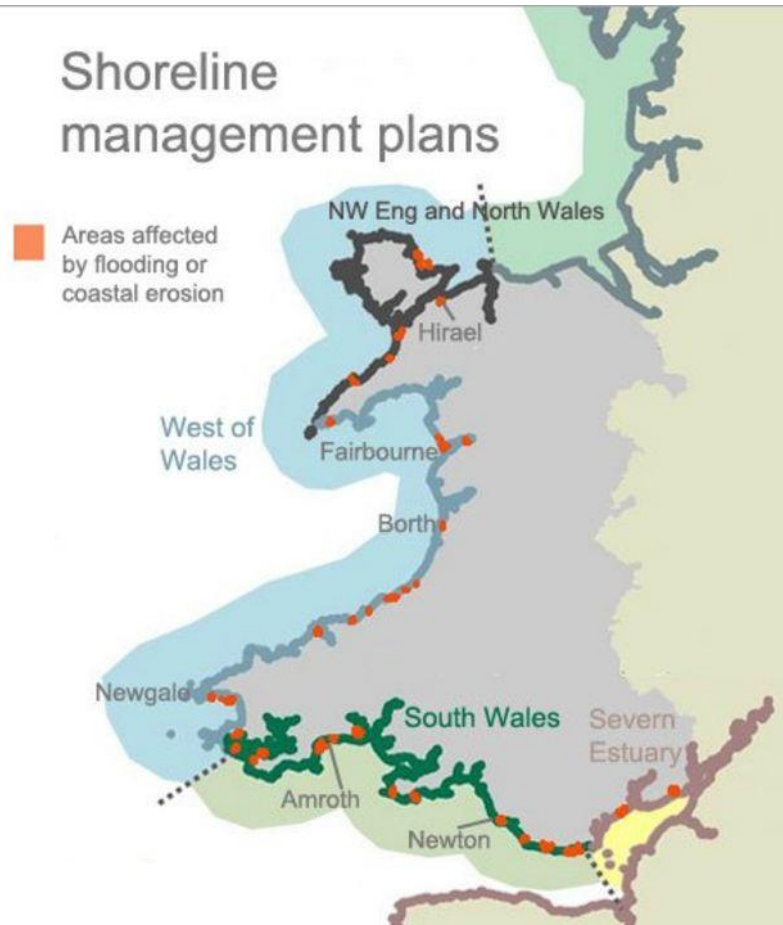 Shoreline
management plans
Areas affected
by flooding or
coastal erosion
NW Eng and North Wales
Hirael
West of
Wales
Fairbourne
Borth
Newgale
South Wales
Severn
Estuary
Amroth
Newton